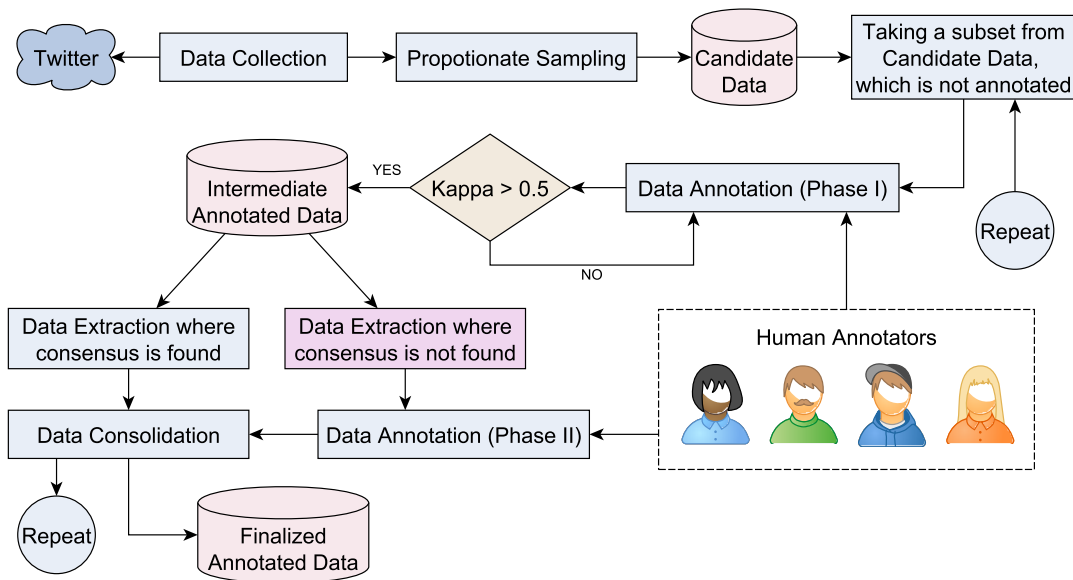 Twitter
Data Collection
Propotionate Sampling
Candidate
Data
Taking a subset from
Candidate Data,
which is not annotated
Intermediate
Annotated Data
YES
Kappa > 0.5
NO
Data Annotation (Phase I)
Repeat
Data Extraction where
consensus is found
Data Extraction where
consensus is not found
Human Annotators
Data Consolidation
Data Annotation (Phase II)
Repeat
Finalized
Annotated Data